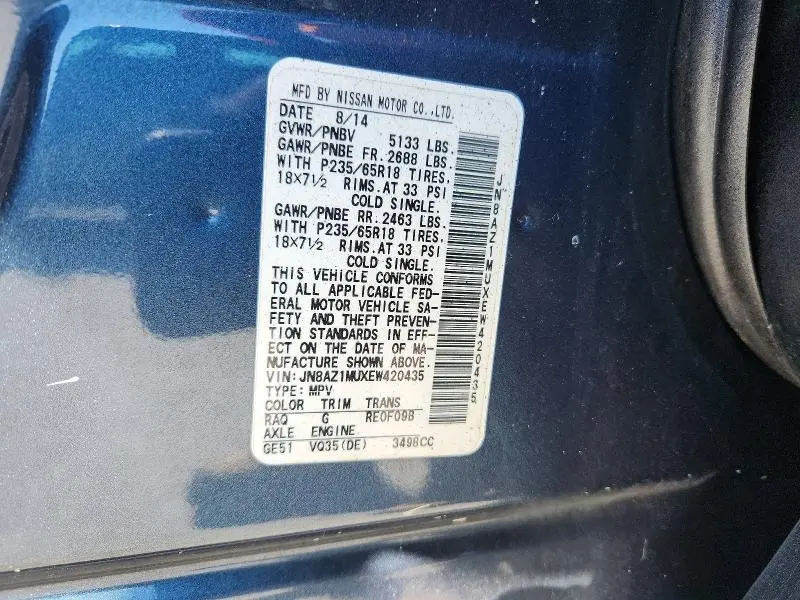 MFD BY NISSAN MOTOR CO.,LTD.
DATE 8/14
GVWR/PNBV 5133 LBS.
GAWR/PNBE FR. 2688 LBS.
WITH P235/65R18 TIRES,
18X7½ RIMS.AT 33 PSI
COLD SINGLE.
GAWR/PNBE RR. 2463 LBS.
WITH P235/65R18 TIRES,
18X7½ RIMS.AT 33 PSI
COLD SINGLE.
THIS VEHICLE CONFORMS
TO ALL APPLICABLE FED-
ERAL MOTOR VEHICLE SA-
FETY AND THEFT PREVEN-
TION STANDARDS IN EFF-
ECT ON THE DATE OF MA-
NUFACTURE SHOWN ABOVE.
VIN: JN8AZ1MUXEW420435
TYPE: MPV
COLOR TRIM TRANS
RAQ G RE0F09B
AXLE ENGINE
GE51 VQ35(DE) 3498CC
JN8AZ1MUXEW420435